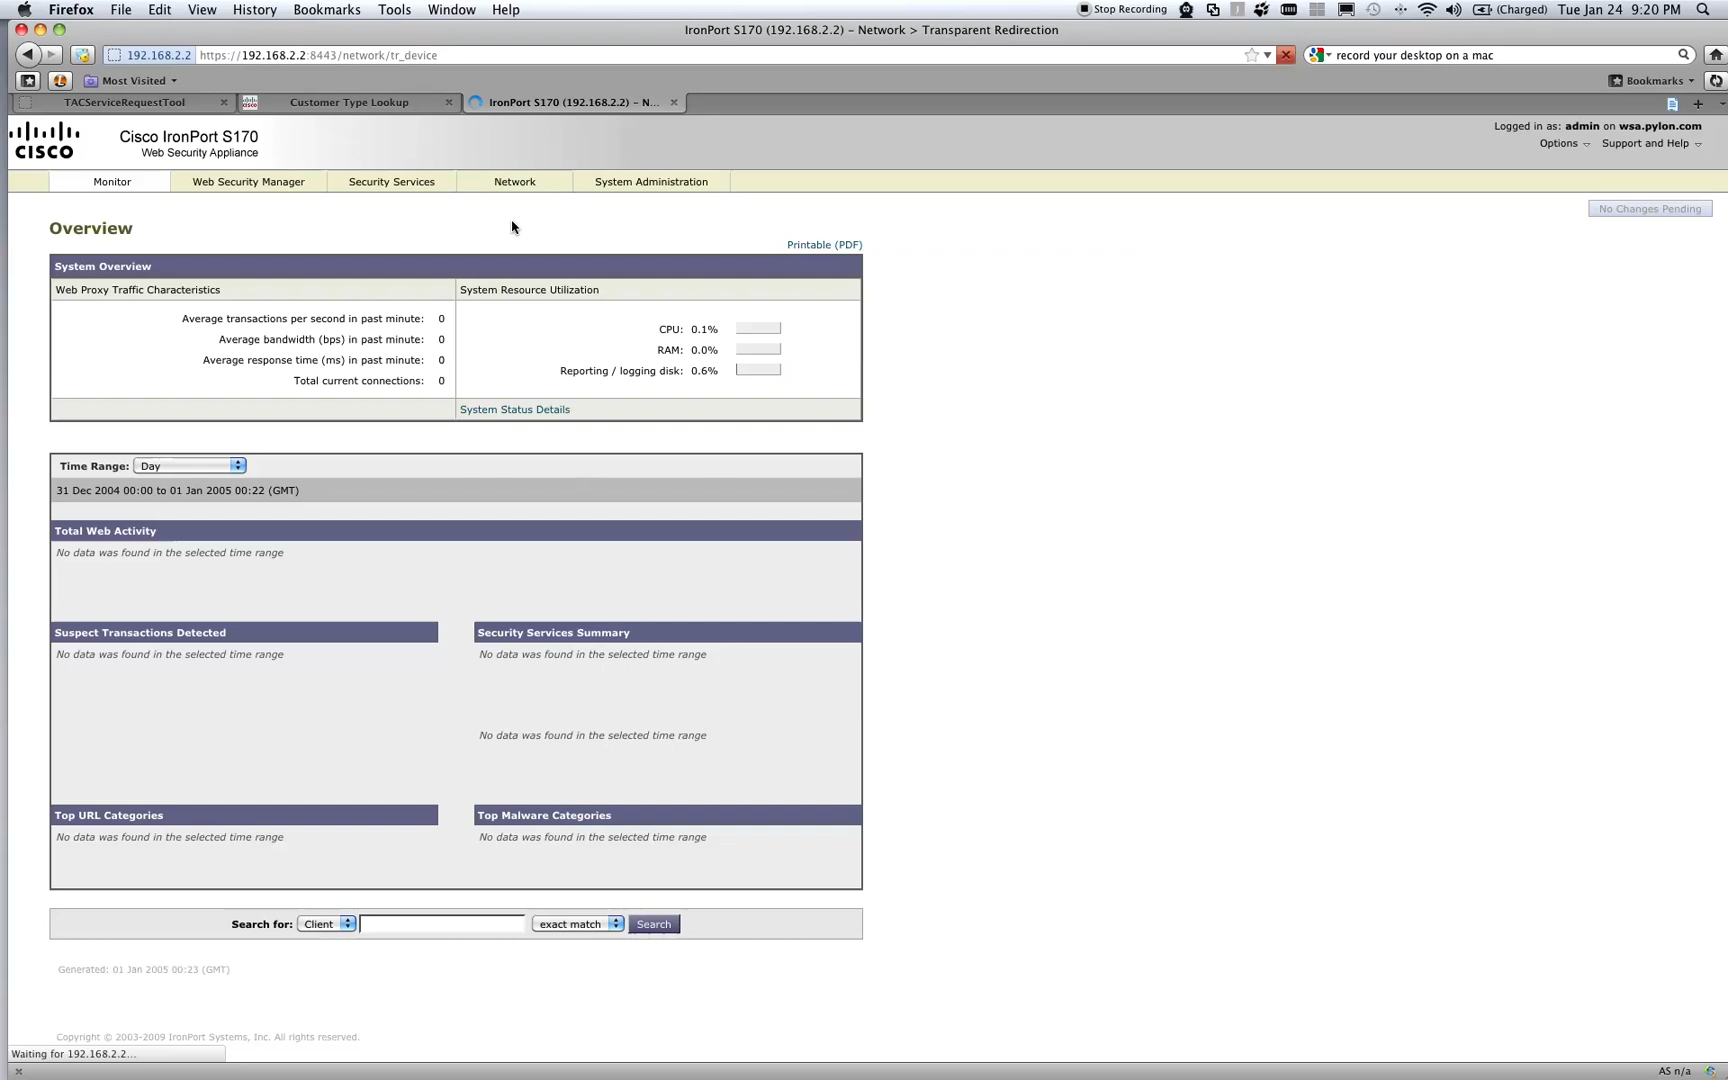 Firefox File Edit View History Bookmarks Tools Window Help Stop Recording (Charged) Tue Jan 24 9:20 PM
IronPort S170 (192.168.2.2) – Network > Transparent Redirection
192.168.2.2 https://192.168.2.2:8443/network/tr_device record your desktop on a mac
Most Visited Bookmarks
TACServiceRequestTool Customer Type Lookup IronPort S170 (192.168.2.2) – N...
CISCO
Cisco IronPort S170
Web Security Appliance
Logged in as: admin on wsa.pylon.com
Options Support and Help
Monitor Web Security Manager Security Services Network System Administration
No Changes Pending
Overview
Printable (PDF)
System Overview
Web Proxy Traffic Characteristics System Resource Utilization
Average transactions per second in past minute: 0
Average bandwidth (bps) in past minute: 0
Average response time (ms) in past minute: 0
Total current connections: 0
CPU: 0.1%
RAM: 0.0%
Reporting / logging disk: 0.6%
System Status Details
Time Range: Day
31 Dec 2004 00:00 to 01 Jan 2005 00:22 (GMT)
Total Web Activity
No data was found in the selected time range
Suspect Transactions Detected Security Services Summary
No data was found in the selected time range No data was found in the selected time range
No data was found in the selected time range
Top URL Categories Top Malware Categories
No data was found in the selected time range No data was found in the selected time range
Search for: Client exact match Search
Generated: 01 Jan 2005 00:23 (GMT)
Copyright © 2003-2009 IronPort Systems, Inc. All rights reserved.
Waiting for 192.168.2.2...
AS n/a